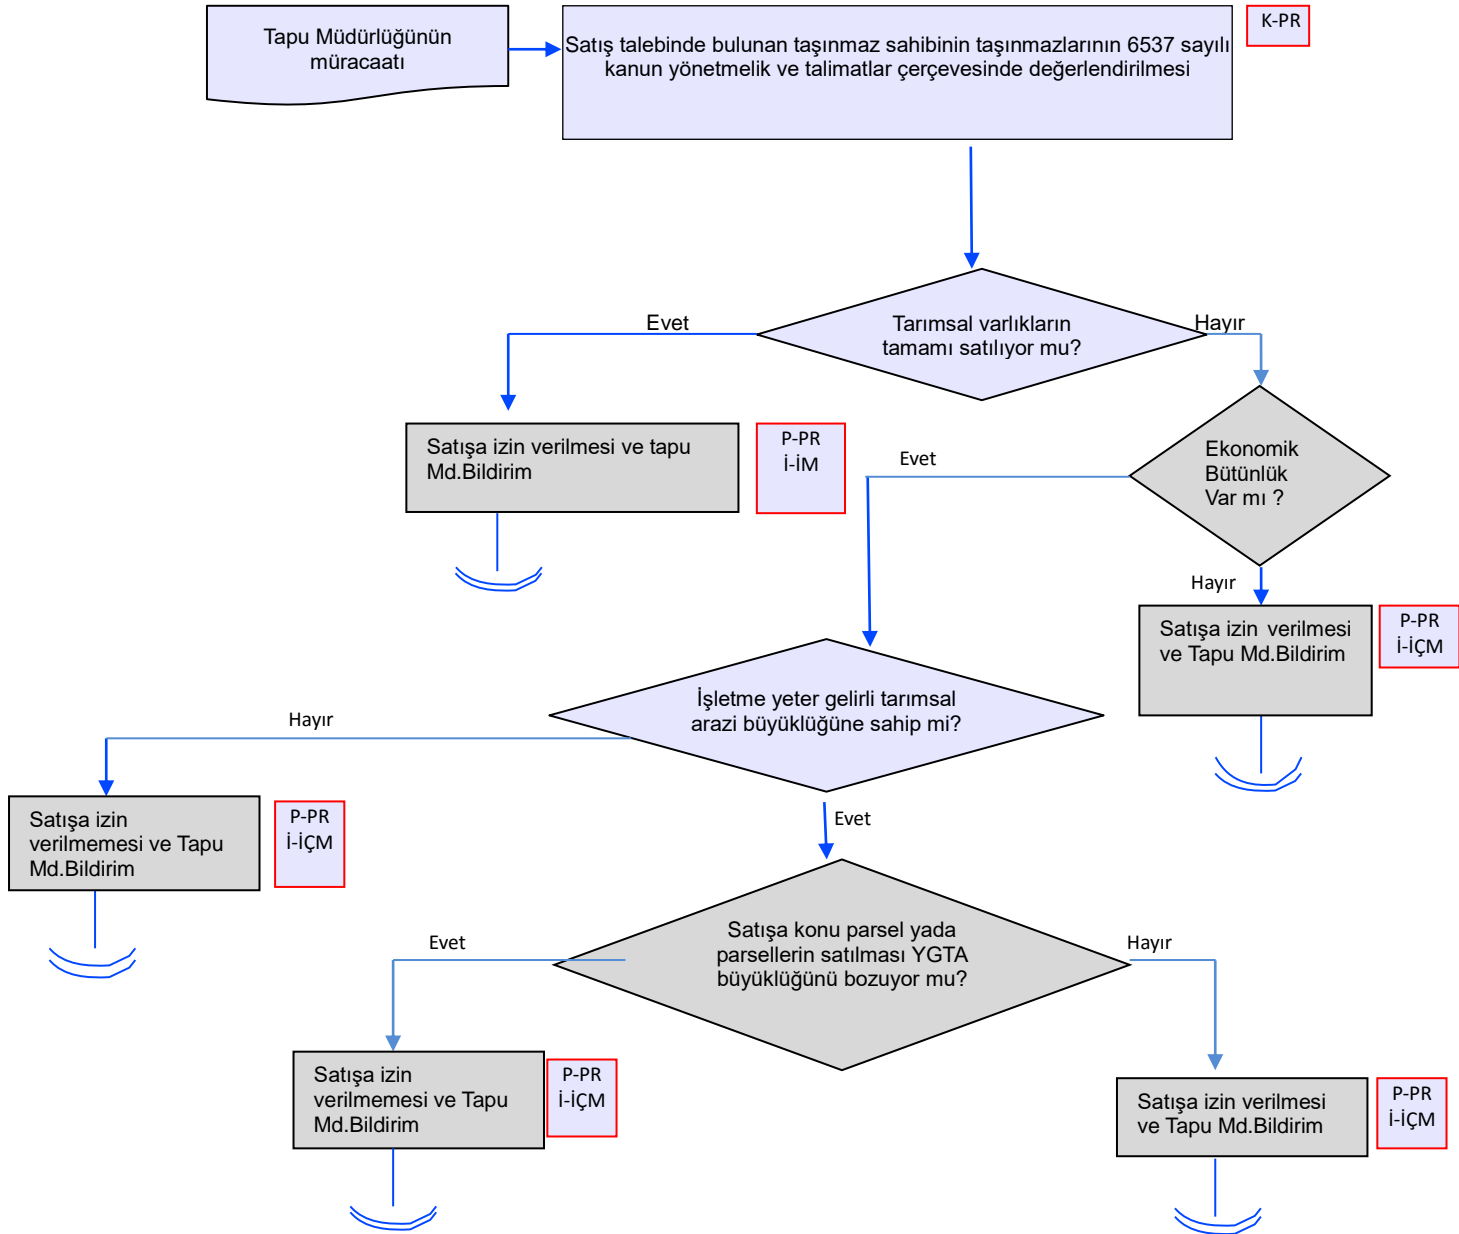 Tapu Müdürlüğünün
müracaatı
Satış talebinde bulunan taşınmaz sahibinin taşınmazlarının 6537 sayılı
kanun yönetmelik ve talimatlar çerçevesinde değerlendirilmesi
K-PR
Tarımsal varlıkların
tamamı satılıyor mu?
Evet
Hayır
Satışa izin verilmesi ve tapu
Md.Bildirim
P-PR
İ-İM
Ekonomik
Bütünlük
Var mı ?
Evet
Hayır
Satışa izin verilmesi
ve Tapu Md.Bildirim
P-PR
İ-İÇM
İşletme yeter gelirli tarımsal
arazi büyüklüğüne sahip mi?
Hayır
Evet
Satışa izin
verilmemesi ve Tapu
Md.Bildirim
P-PR
İ-İÇM
Satışa konu parsel yada
parsellerin satılması YGTA
büyüklüğünü bozuyor mu?
Evet
Hayır
Satışa izin
verilmemesi ve Tapu
Md.Bildirim
P-PR
İ-İÇM
Satışa izin verilmesi
ve Tapu Md.Bildirim
P-PR
İ-İÇM